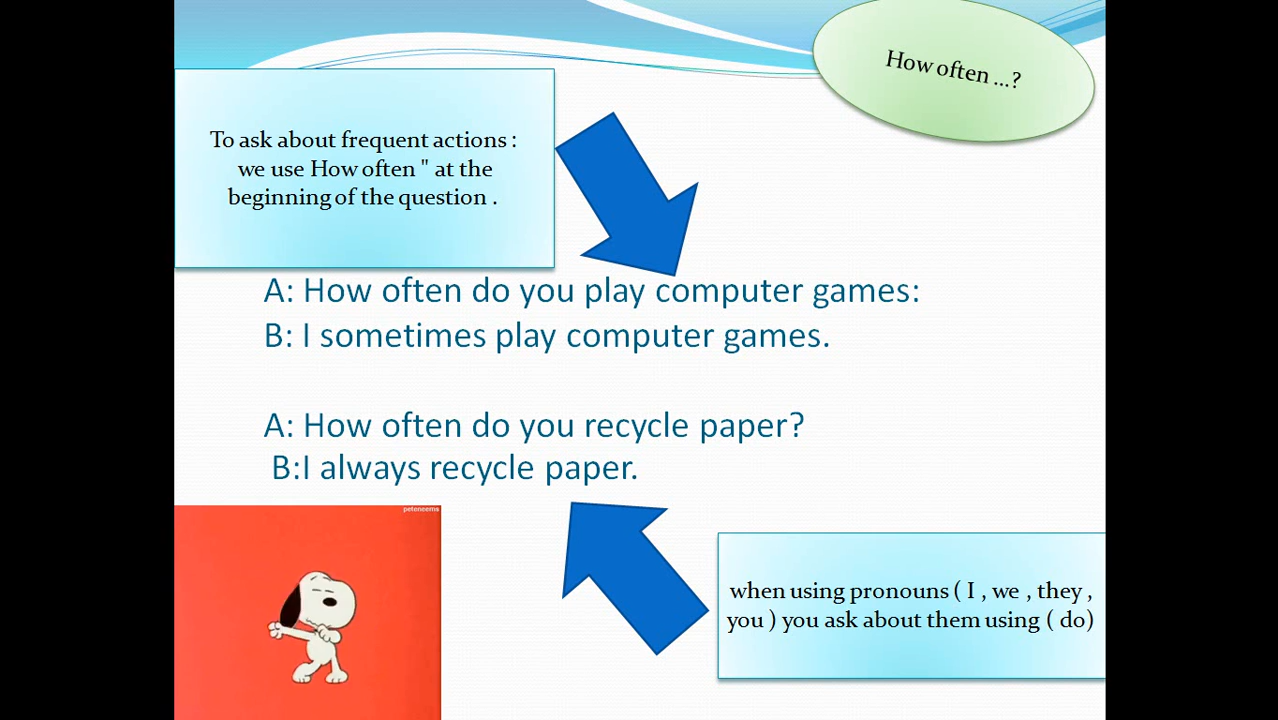 How often ...?
To ask about frequent actions :
we use How often " at the
beginning of the question .
A: How often do you play computer games:
B: I sometimes play computer games.
A: How often do you recycle paper?
B:I always recycle paper.
peteneems
when using pronouns ( I , we , they ,
you ) you ask about them using ( do)